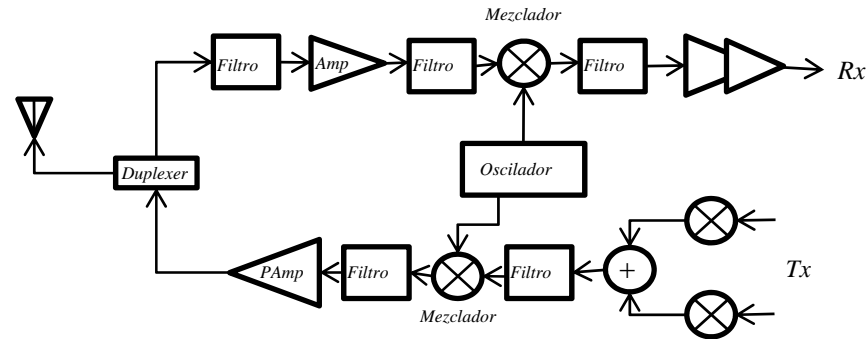 Mezclador
Filtro
Amp
Filtro
Filtro
Rx
Duplexer
Oscilador
PAmp
Filtro
Filtro
+
Tx
Mezclador